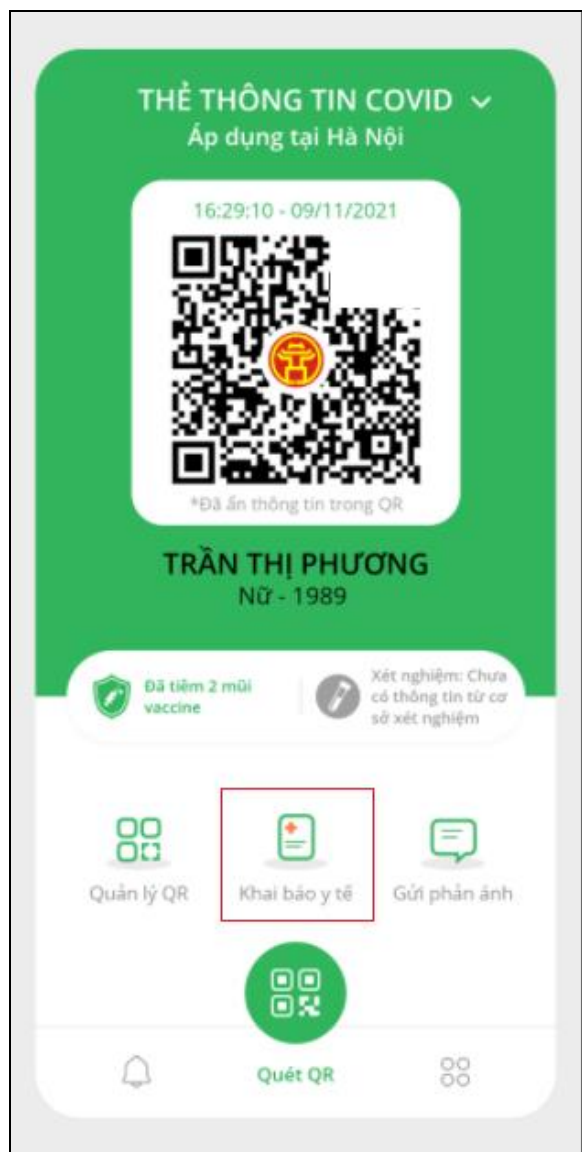 THẺ THÔNG TIN COVID
Áp dụng tại Hà Nội
16:29:10 - 09/11/2021
*Đã ẩn thông tin trong QR
TRẦN THỊ PHƯƠNG
Nữ - 1989
Đã tiêm 2 mũi
vaccine
Xét nghiệm: Chưa
có thông tin từ cơ
sở xét nghiệm
Quản lý QR
Khai báo y tế
Gửi phản ánh
Quét QR